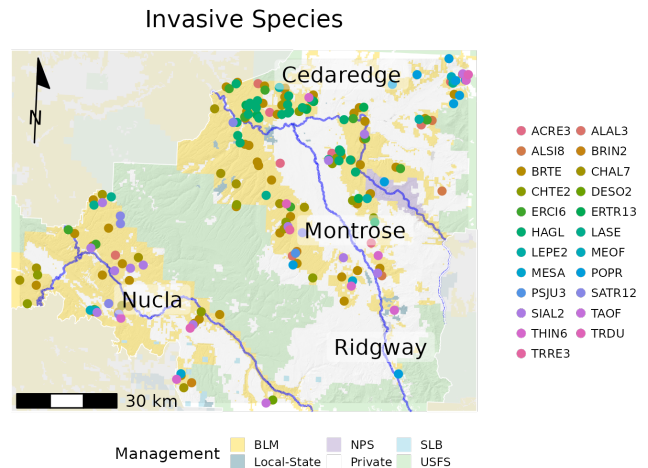 Invasive Species
Cedaredge
N
Montrose
Nucla
Ridgway
30 km
ACRE3 ALAL3
ALSI8 BRIN2
BRTE CHAL7
CHTE2 DESO2
ERCI6 ERTR13
HAGL LASE
LEPE2 MEOF
MESA POPR
PSJU3 SATR12
SIAL2 TAOF
THIN6 TRDU
TRRE3
Management BLM NPS SLB
Local-State Private USFS